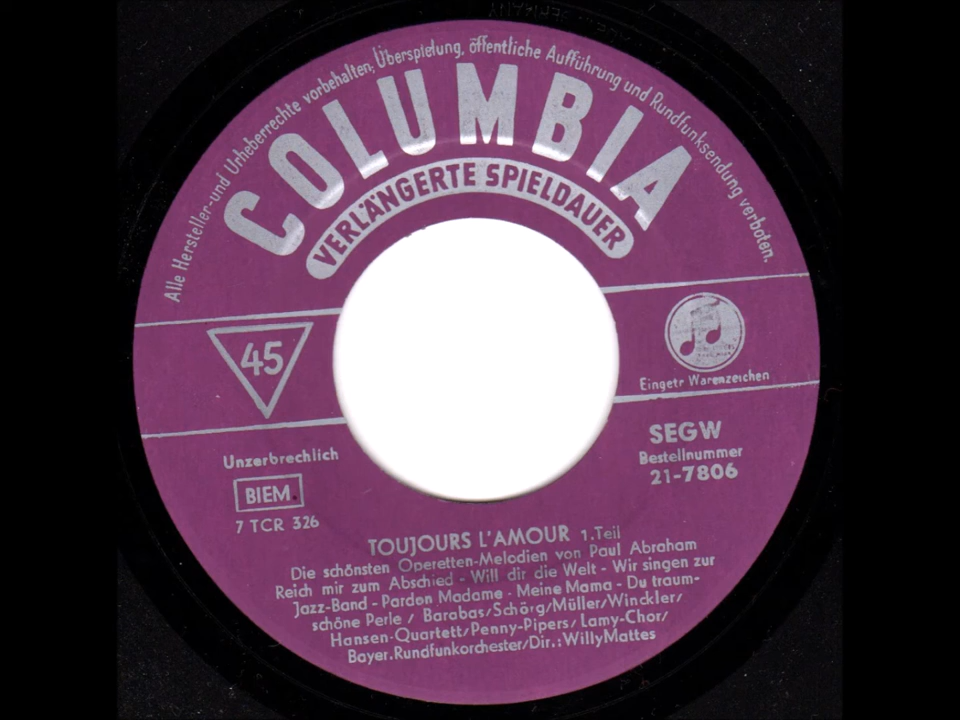 Alle Hersteller-und Urheberrechte vorbehalten, Überspielung, öffentliche Aufführung und Rundfunksendung verboten.
COLUMBIA
VERLÄNGERTE SPIELDAUER
45
Eingetr Warenzeichen
Unzerbrechlich
BIEM.
7 TCR 326
SEGW
Bestellnummer
21-7806
TOUJOURS L'AMOUR 1.Teil
Die schönsten Operetten-Melodien von Paul Abraham
Reich mir zum Abschied - Will dir die Welt - Wir singen zur
Jazz-Band - Pardon Madame - Meine Mama - Du traum-
schöne Perle / Barabas/Schörg/Müller/Winckler/
Hansen-Quartett/Penny-Pipers/Lamy-Chor/
Bayer.Rundfunkorchester/Dir.:WillyMattes